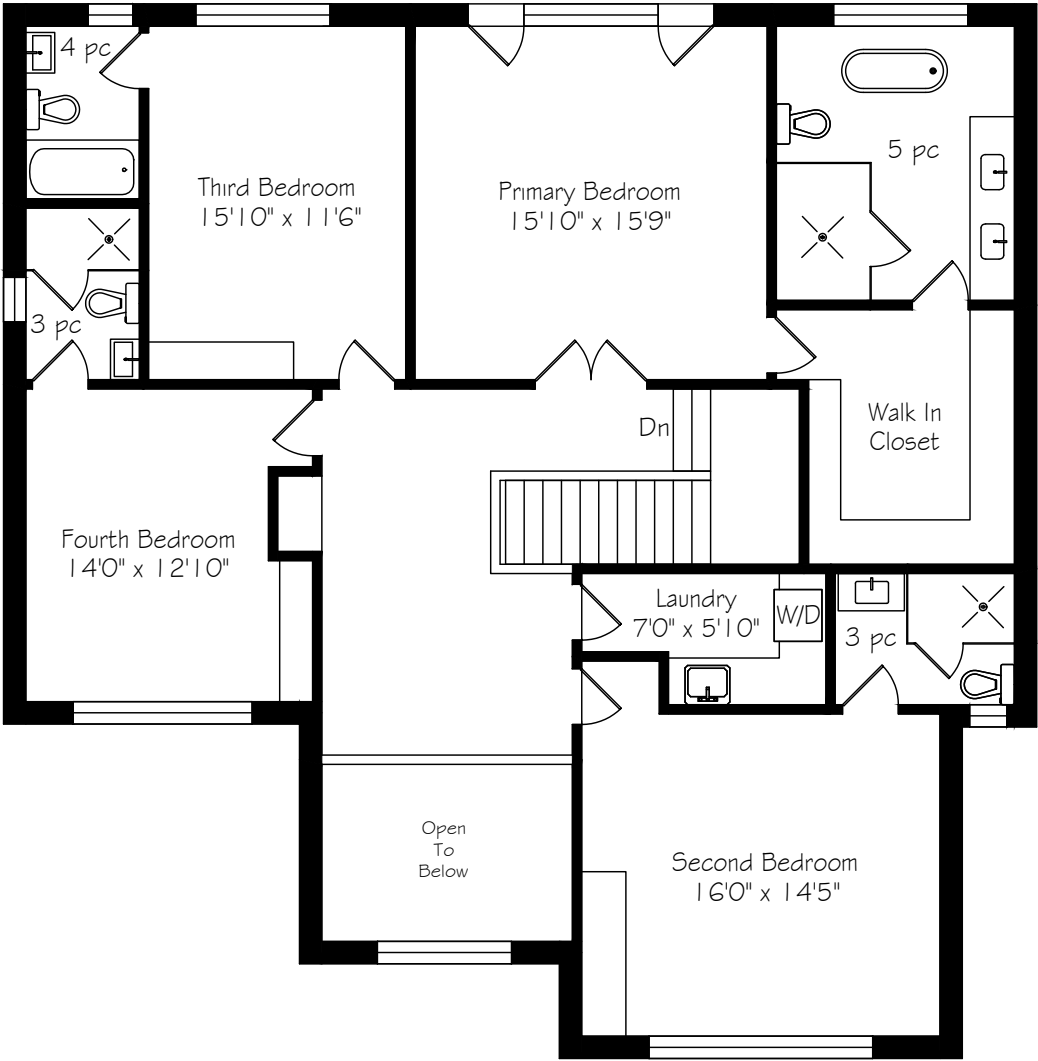 4 pc
Third Bedroom
15'10" x 11'6"
Primary Bedroom
15'10" x 15'9"
5 pc
3 pc
Dn
Walk In
Closet
Fourth Bedroom
14'0" x 12'10"
Laundry
7'0" x 5'10"
W/D
3 pc
Open
To
Below
Second Bedroom
16'0" x 14'5"